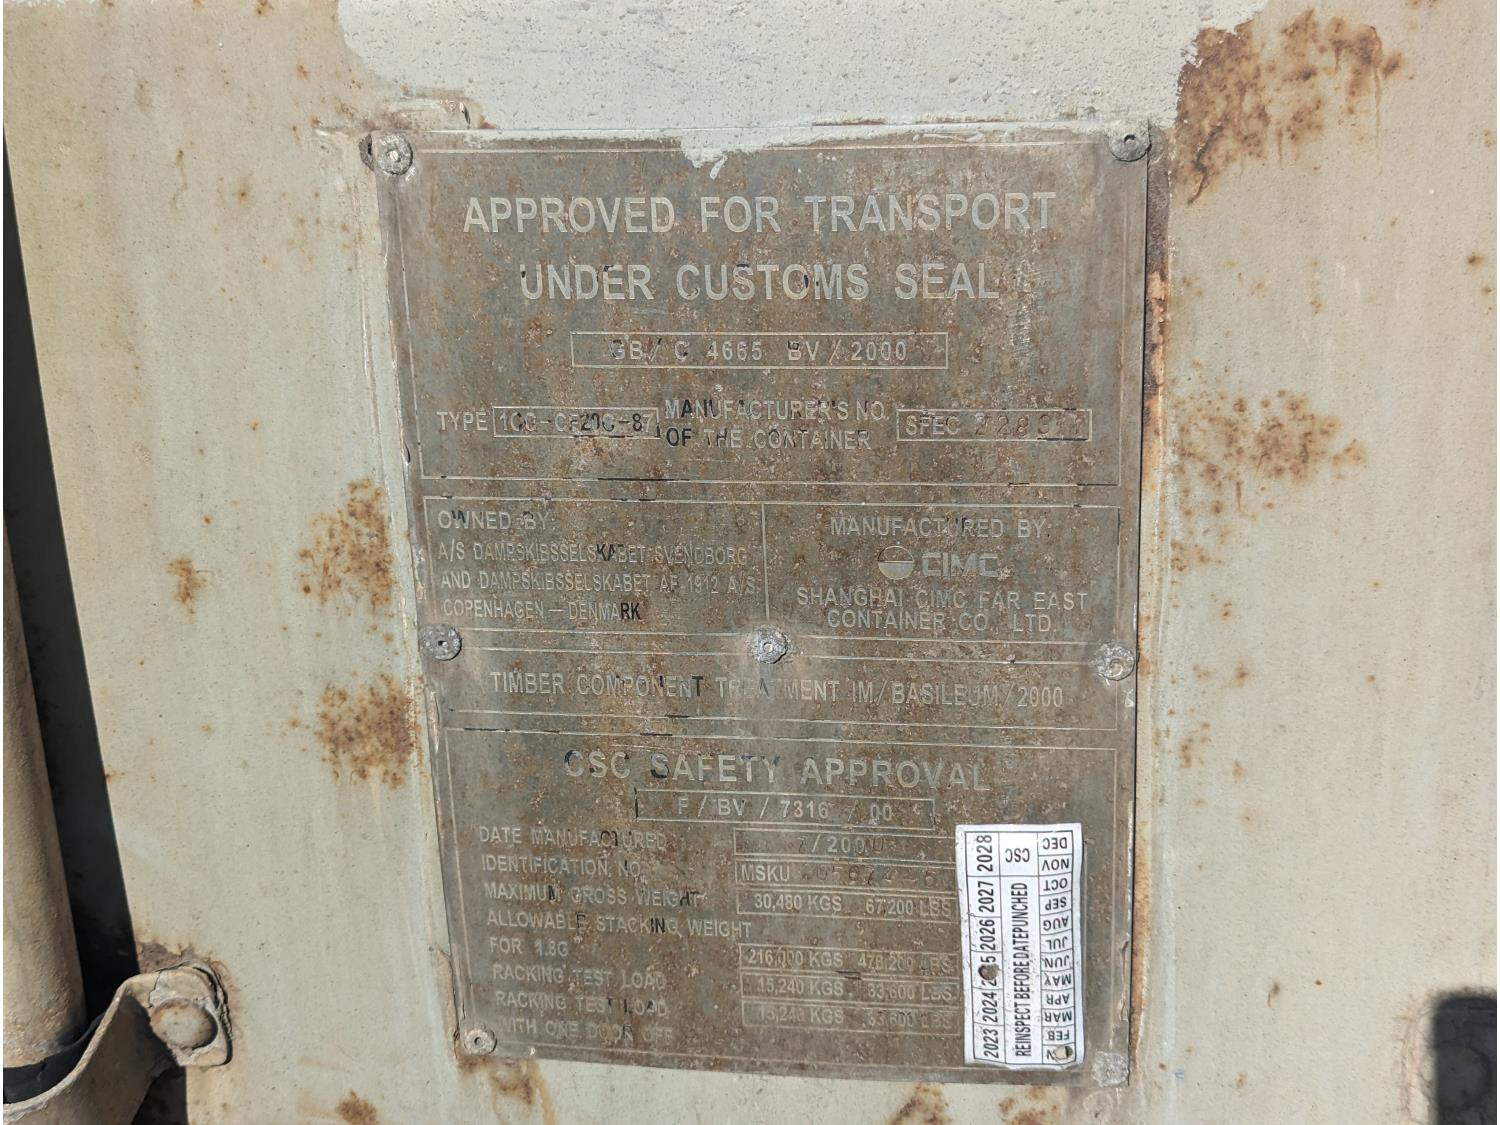 APPROVED FOR TRANSPORT
UNDER CUSTOMS SEAL
GB/ C 4665 BV / 2000
TYPE
MANUFACTURER'S NO.
OF THE CONTAINER
SFEC
OWNED BY:
A/S DAMPSKIBSSELSKABET SVENDBORG
AND DAMPSKIBSSELSKABET AF 1912 A/S.
COPENHAGEN — DENMARK
MANUFACTURED BY:
CIMC
SHANGHAI CIMC FAR EAST
CONTAINER CO., LTD.
TIMBER COMPONENT TREATMENT IM/BASILEUM/2000
CSC SAFETY APPROVAL
F / BV / 7316 / 00
DATE MANUFACTURED 7/2000
IDENTIFICATION NO. MSKU
MAXIMUM GROSS WEIGHT 30,480 KGS 67,200 LBS
ALLOWABLE STACKING WEIGHT
FOR 1.8G 216,000 KGS 476,200 LBS
RACKING TEST LOAD 15,240 KGS 33,600 LBS
RACKING TEST LOAD 15,240 KGS 33,600 LBS
WITH ONE DOOR OFF
2023 2024 2026 2027 2028
REINSPECT BEFORE DATE PUNCHED CSC
FEB MAR APR MAY JUN JUL AUG SEP OCT NOV DEC